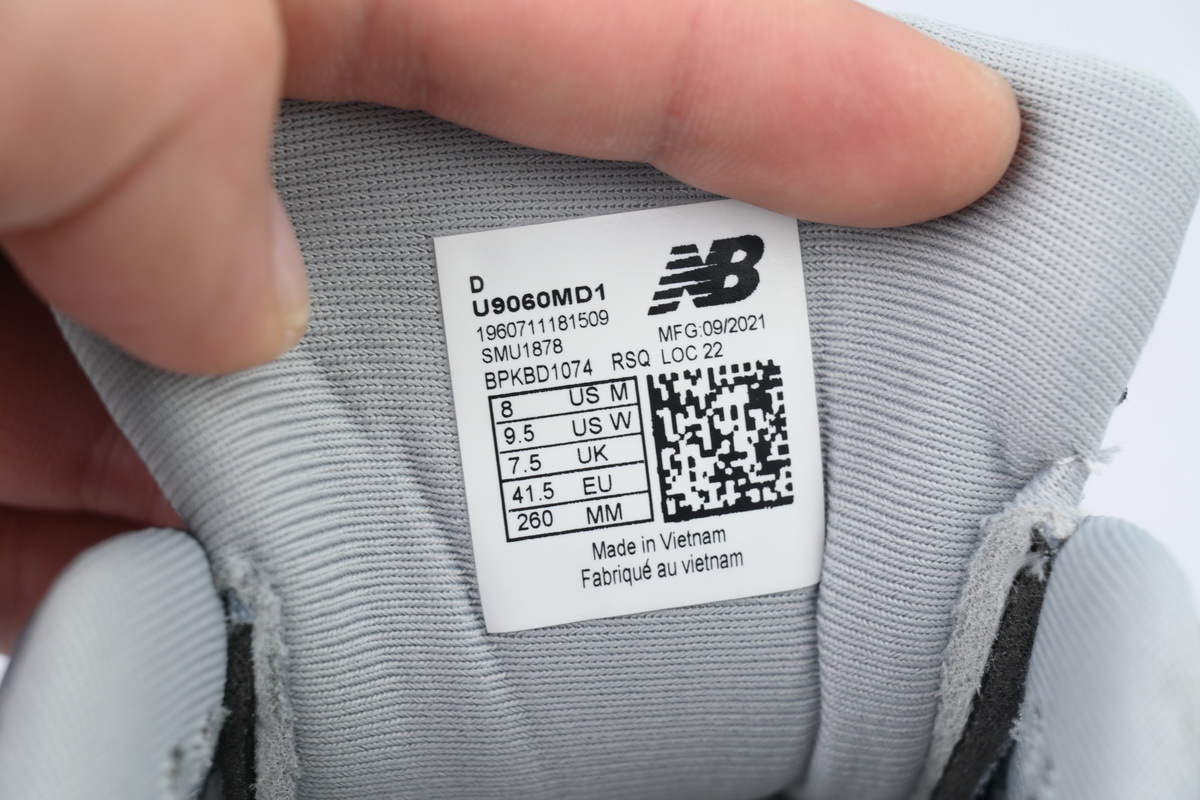 D
NB
U9060MD1
1960711181509
MFG:09/2021
SMU1878
BPKBD1074 RSQ LOC 22
8 US M
9.5 US W
7.5 UK
41.5 EU
260 MM
Made in Vietnam
Fabriqué au vietnam